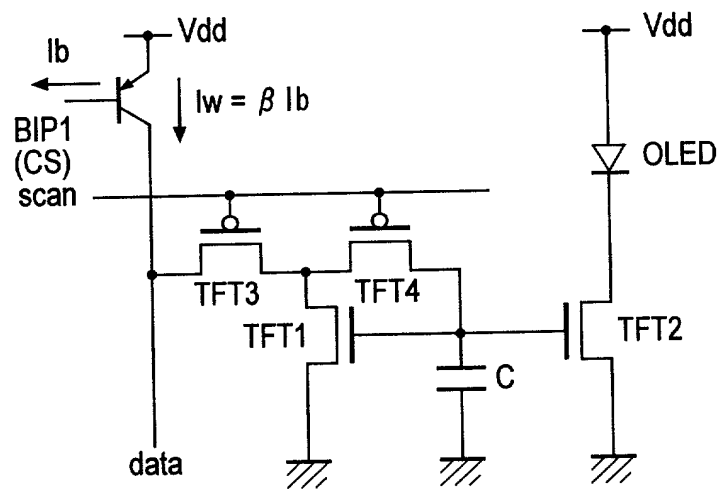 Vdd
Vdd
Ib
Iw = β Ib
BIP1
(CS)
OLED
scan
TFT3
TFT4
TFT1
TFT2
C
data